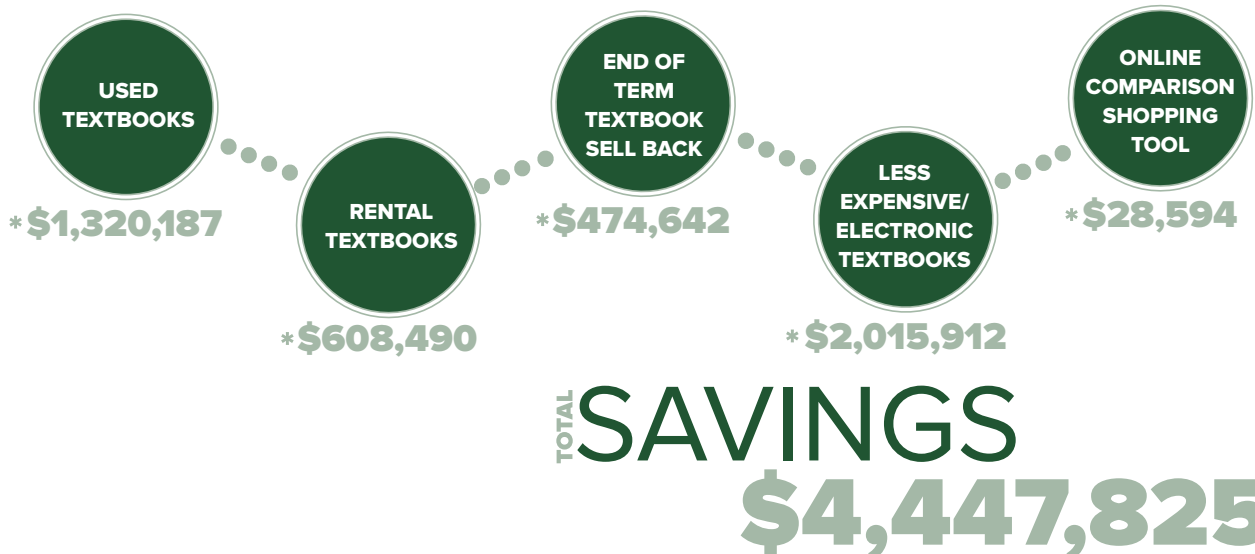 USED
TEXTBOOKS
*$1,320,187
RENTAL
TEXTBOOKS
*$608,490
END OF
TERM
TEXTBOOK
SELL BACK
*$474,642
LESS
EXPENSIVE/
ELECTRONIC
TEXTBOOKS
*$2,015,912
ONLINE
COMPARISON
SHOPPING
TOOL
*$28,594
TOTAL
SAVINGS
$4,447,825